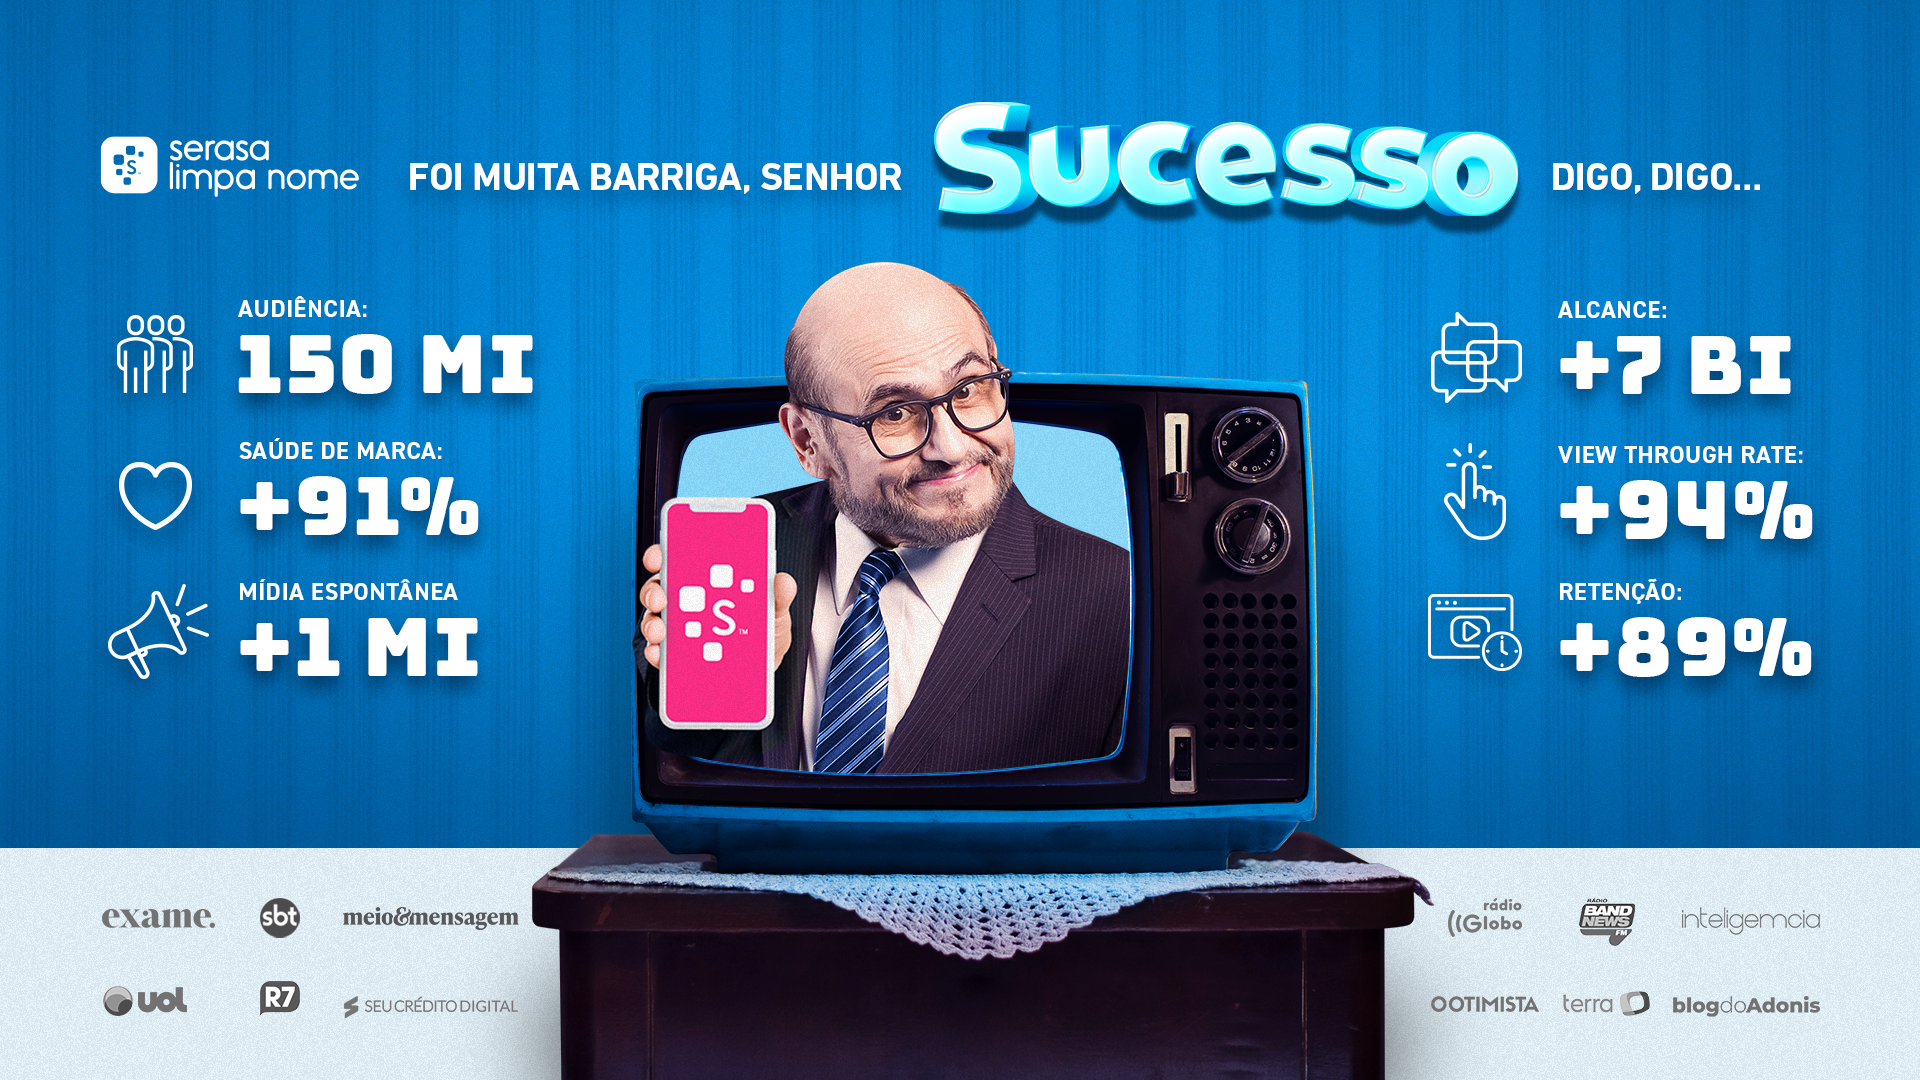 serasa
limpa nome
FOI MUITA BARRIGA, SENHOR Sucesso DIGO, DIGO...
AUDIÊNCIA:
150 MI
SAÚDE DE MARCA:
+91%
MÍDIA ESPONTÂNEA
+1 MI
ALCANCE:
+7 BI
VIEW THROUGH RATE:
+94%
RETENÇÃO:
+89%
S
S™
exame.
sbt
meio&mensagem
uol
R7
SEU CRÉDITO DIGITAL
rádio
Globo
RÁDIO
BAND
NEWS
FM
inteligemcia
OOTIMISTA
terra
blogdoAdonis